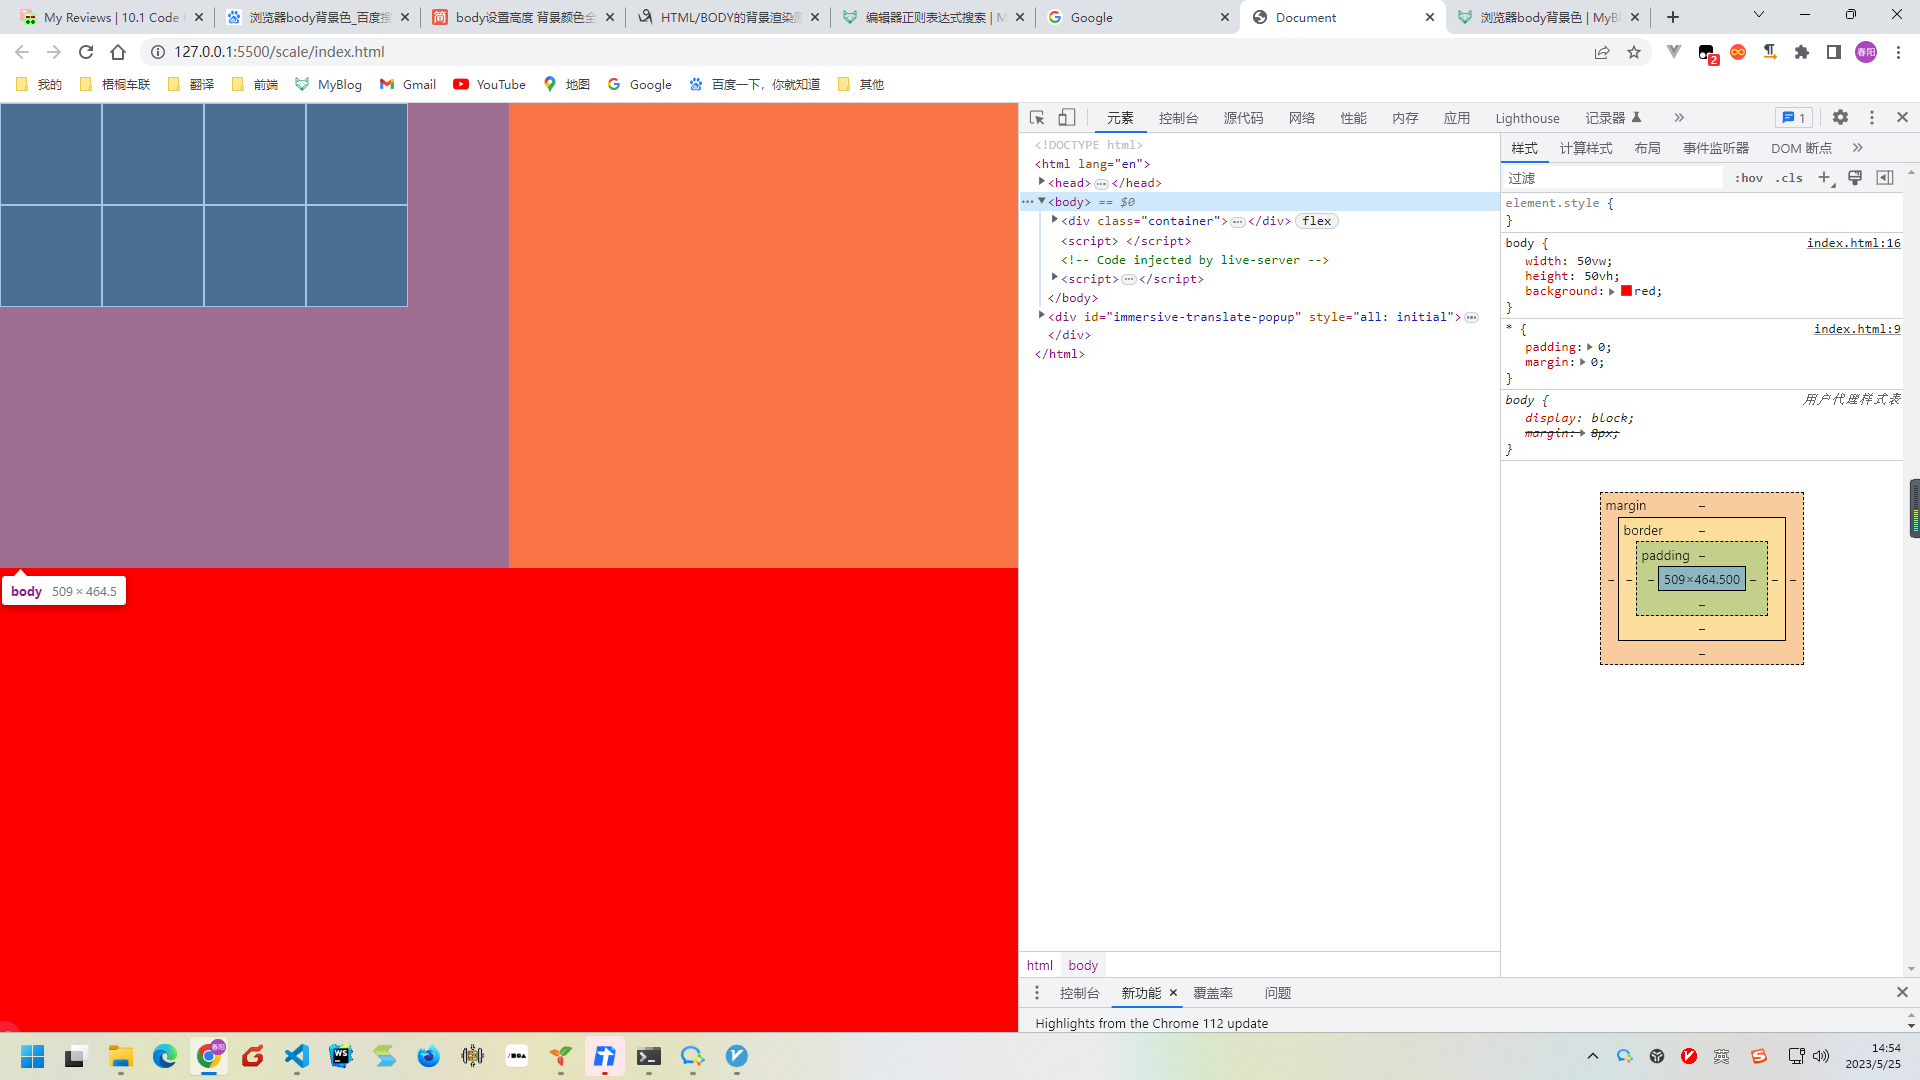 My Reviews | 10.1 Code
浏览器body背景色_百度搜
body设置高度 背景颜色全
HTML/BODY的背景渲染原
编辑器正则表达式搜索 | M
Google
Document
浏览器body背景色 | MyBl
127.0.0.1:5500/scale/index.html
2
春阳
我的
梧桐车联
翻译
前端
MyBlog
Gmail
YouTube
地图
Google
百度一下,你就知道
其他
元素
控制台
源代码
网络
性能
内存
应用
Lighthouse
记录器
1
<!DOCTYPE html>
<html lang="en">
<head>
</head>
<body> == $0
<div class="container">
</div>
flex
<script> </script>
<!-- Code injected by live-server -->
<script>
</script>
</body>
<div id="immersive-translate-popup" style="all: initial">
</div>
</html>
html
body
样式
计算样式
布局
事件监听器
DOM 断点
过滤
:hov
.cls
element.style {
}
body {
index.html:16
width: 50vw;
height: 50vh;
background: red;
}
* {
index.html:9
padding: 0;
margin: 0;
}
body {
用户代理样式表
display: block;
margin: 8px;
}
margin
–
border
–
padding
–
– – – 509×464.500 – – –
–
–
–
body 509 × 464.5
控制台
新功能
覆盖率
问题
Highlights from the Chrome 112 update
春阳
WS
英
14:54
2023/5/25